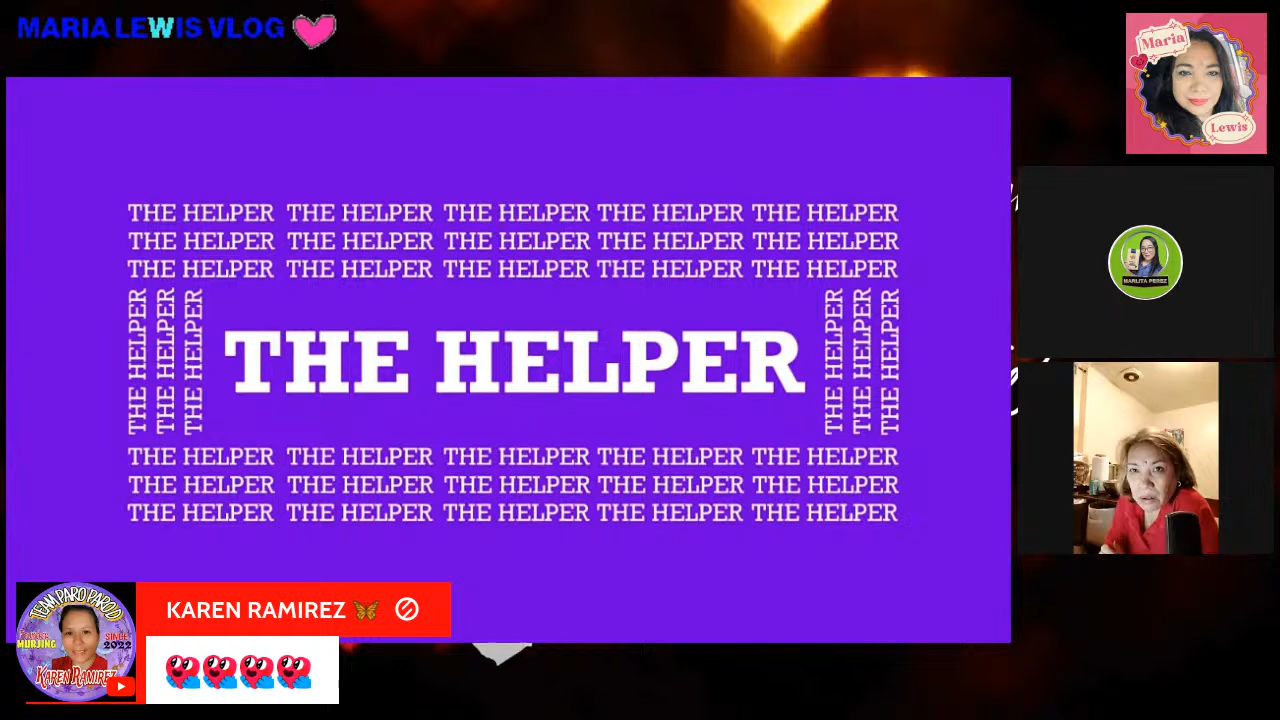 MARIA LEWIS VLOG
Maria
Lewis
THE HELPER THE HELPER THE HELPER THE HELPER THE HELPER
THE HELPER THE HELPER THE HELPER THE HELPER THE HELPER
THE HELPER THE HELPER THE HELPER THE HELPER THE HELPER
THE HELPER
THE HELPER
THE HELPER
THE HELPER
THE HELPER
THE HELPER
THE HELPER
THE HELPER THE HELPER THE HELPER THE HELPER THE HELPER
THE HELPER THE HELPER THE HELPER THE HELPER THE HELPER
THE HELPER THE HELPER THE HELPER THE HELPER THE HELPER
MARLITA PEREZ
TEAM PARO PARO
MURJING
SINCE
2022
KAREN RAMIREZ
KAREN RAMIREZ 🦋